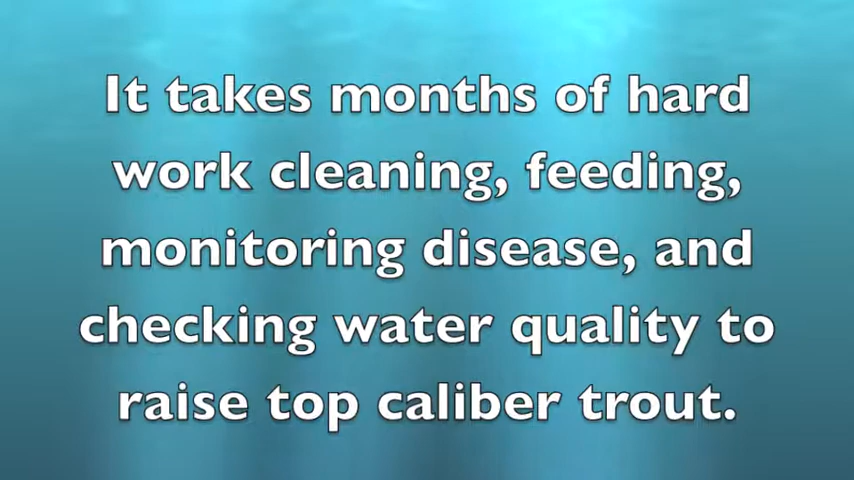 It takes months of hard
work cleaning, feeding,
monitoring disease, and
checking water quality to
raise top caliber trout.